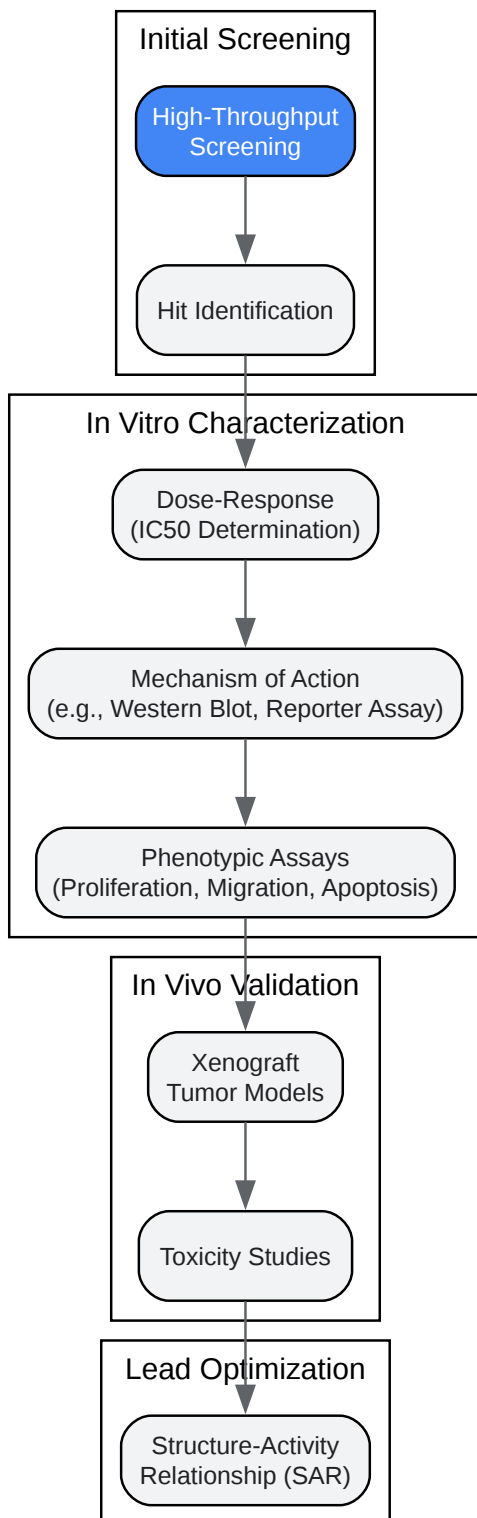 Initial Screening
High-Throughput
Screening
Hit Identification
In Vitro Characterization
Dose-Response
(IC50 Determination)
Mechanism of Action
(e.g., Western Blot, Reporter Assay)
Phenotypic Assays
(Proliferation, Migration, Apoptosis)
In Vivo Validation
Xenograft
Tumor Models
Toxicity Studies
Lead Optimization
Structure-Activity
Relationship (SAR)